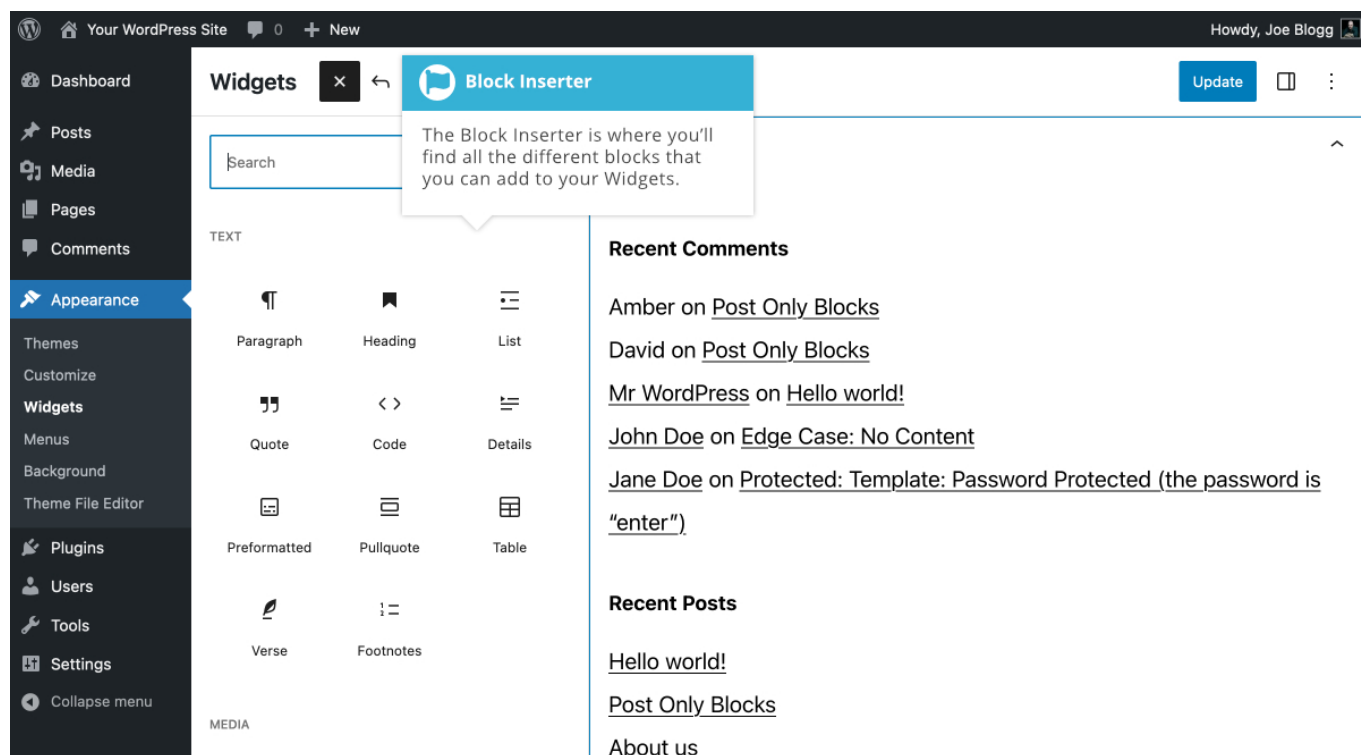 Your WordPress Site 0 + New Howdy, Joe Blogg
Dashboard
Posts
Media
Pages
Comments
Appearance
Themes
Customize
Widgets
Menus
Background
Theme File Editor
Plugins
Users
Tools
Settings
Collapse menu
Widgets
Update
Block Inserter
The Block Inserter is where you’ll
find all the different blocks that
you can add to your Widgets.
Search
TEXT
Paragraph Heading List
Quote Code Details
Preformatted Pullquote Table
Verse Footnotes
MEDIA
Recent Comments
Amber on Post Only Blocks
David on Post Only Blocks
Mr WordPress on Hello world!
John Doe on Edge Case: No Content
Jane Doe on Protected: Template: Password Protected (the password is
“enter”)
Recent Posts
Hello world!
Post Only Blocks
About us